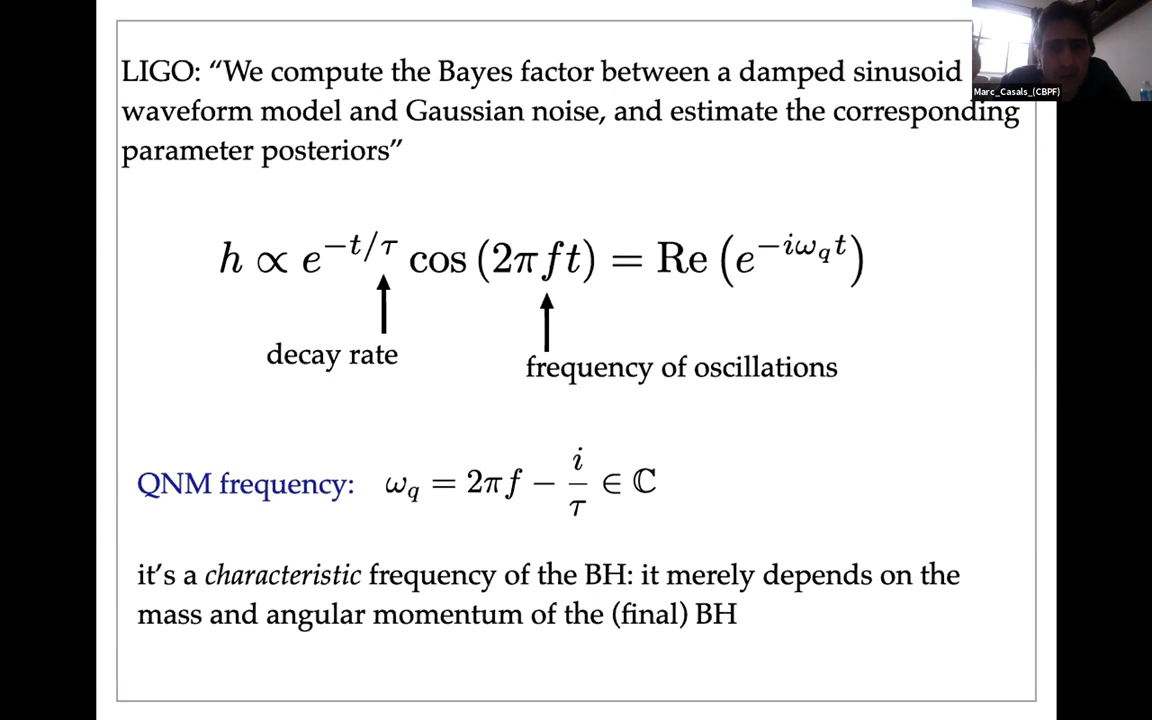 LIGO: “We compute the Bayes factor between a damped sinusoid
waveform model and Gaussian noise, and estimate the corresponding
parameter posteriors”
Marc_Casals_(CBPF)
h ∝ e^{−t/τ} cos (2πft) = Re (e^{−iω_q t})
decay rate
frequency of oscillations
QNM frequency: ω_q = 2πf − i/τ ∈ ℂ
it’s a characteristic frequency of the BH: it merely depends on the
mass and angular momentum of the (final) BH